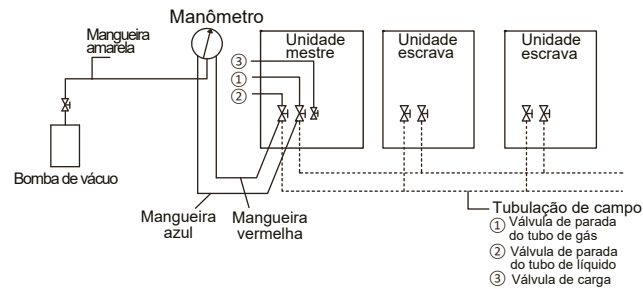 Manômetro
Mangueira
amarela
Unidade
mestre
Unidade
escrava
Unidade
escrava
③
①
②
Bomba de vácuo
Mangueira
azul
Mangueira
vermelha
Tubulação de campo
① Válvula de parada
do tubo de gás
② Válvula de parada
do tubo de líquido
③ Válvula de carga